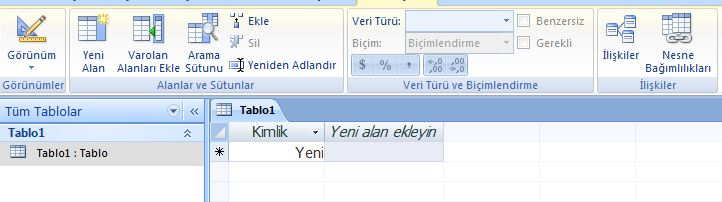 Görünüm
Görünümler
Yeni Alan
Varolan Alanları Ekle
Arama Sütunu
Ekle
Sil
Yeniden Adlandır
Alanlar ve Sütunlar
Veri Türü:
Biçim: Biçimlendirme
$ % , ←,0 ,00 ,00 →,0
Benzersiz
Gerekli
Veri Türü ve Biçimlendirme
İlişkiler
Nesne Bağımlılıkları
İlişkiler
Tüm Tablolar
Tablo1
Tablo1 : Tablo
Tablo1
Kimlik Yeni alan ekleyin
Yeni